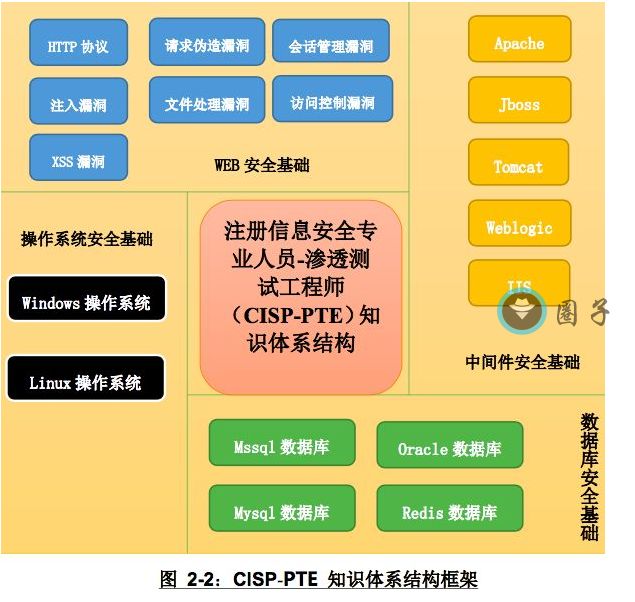 HTTP 协议
请求伪造漏洞
会话管理漏洞
注入漏洞
文件处理漏洞
访问控制漏洞
XSS 漏洞
WEB 安全基础
Apache
Jboss
Tomcat
Weblogic
IIS
圈子
中间件安全基础
操作系统安全基础
Windows 操作系统
Linux 操作系统
注册信息安全专
业人员-渗透测
试工程师
（CISP-PTE）知
识体系结构
Mssql 数据库
Oracle 数据库
Mysql 数据库
Redis 数据库
数据库安全基础
图 2-2：CISP-PTE 知识体系结构框架